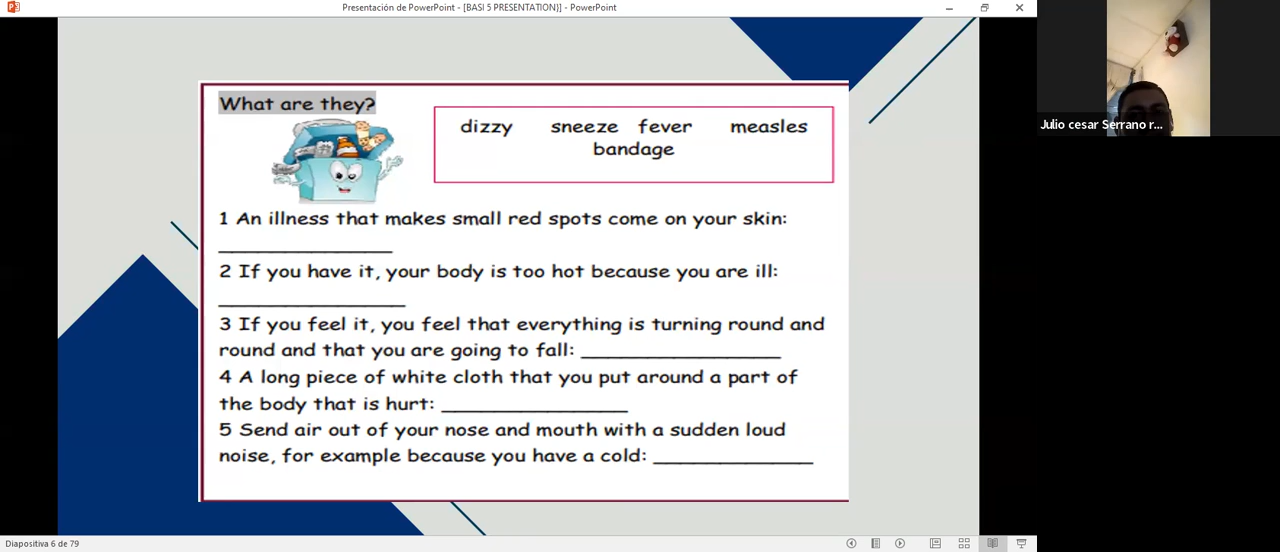 Presentación de PowerPoint - [BASI 5 PRESENTATION)] - PowerPoint
What are they?
dizzy sneeze fever measles
bandage
1 An illness that makes small red spots come on your skin:
______________
2 If you have it, your body is too hot because you are ill:
_______________
3 If you feel it, you feel that everything is turning round and
round and that you are going to fall: ________________
4 A long piece of white cloth that you put around a part of
the body that is hurt: _______________
5 Send air out of your nose and mouth with a sudden loud
noise, for example because you have a cold: _____________
Julio cesar Serrano r...
Diapositiva 6 de 79